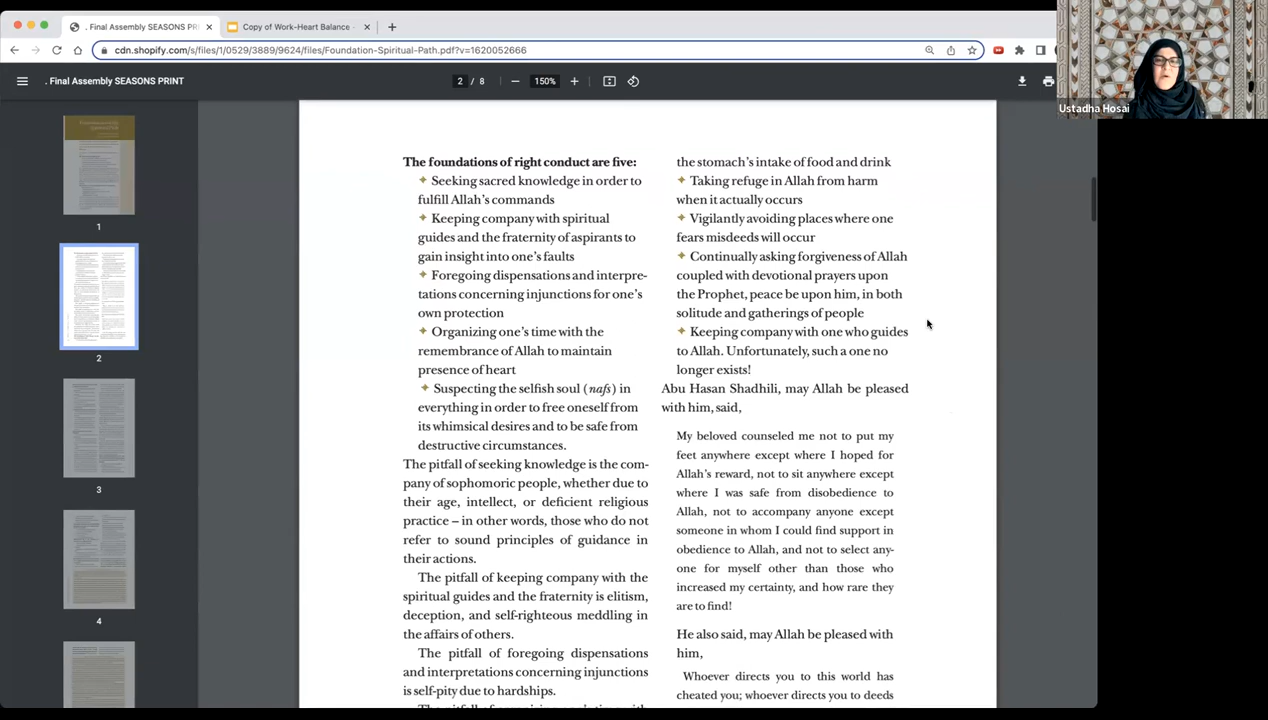 . Final Assembly SEASONS PRINT
Copy of Work-Heart Balance -
cdn.shopify.com/s/files/1/0529/3889/9624/files/Foundation-Spiritual-Path.pdf?v=1620052666
. Final Assembly SEASONS PRINT
2 / 8
150%
Ustadha Hosai
1
2
3
4
The foundations of right conduct are five:
✦ Seeking sacred knowledge in order to
fulfill Allah's commands
✦ Keeping company with spiritual
guides and the fraternity of aspirants to
gain insight into one's faults
✦ Foregoing dispensations and interpre-
tations concerning injunctions for one's
own protection
✦ Organizing one's time with the
remembrance of Allah to maintain
presence of heart
✦ Suspecting the selfish soul (nafs) in
everything in order to free oneself from
its whimsical desires and to be safe from
destructive circumstances.
The pitfall of seeking knowledge is the com-
pany of sophomoric people, whether due to
their age, intellect, or deficient religious
practice – in other words, those who do not
refer to sound principles of guidance in
their actions.
The pitfall of keeping company with the
spiritual guides and the fraternity is elitism,
deception, and self-righteous meddling in
the affairs of others.
The pitfall of foregoing dispensations
and interpretation concerning injunctions
is self-pity due to hardships.
the stomach's intake of food and drink
✦ Taking refuge in Allah from harm
when it actually occurs
✦ Vigilantly avoiding places where one
fears misdeeds will occur
✦ Continually asking forgiveness of Allah
coupled with devotional prayers upon
the Prophet, peace be upon him, in both
solitude and gatherings of people
✦ Keeping company with one who guides
to Allah. Unfortunately, such a one no
longer exists!
Abu Hasan Shadhili, may Allah be pleased
with him, said,
My beloved counseled me not to put my
feet anywhere except where I hoped for
Allah's reward, not to sit anywhere except
where I was safe from disobedience to
Allah, not to accompany anyone except
someone in whom I could find support in
obedience to Allah, and not to select any-
one for myself other than those who
increased my certainty, and how rare they
are to find!
He also said, may Allah be pleased with
him,
Whoever directs you to this world has
cheated you; whoever directs you to deeds